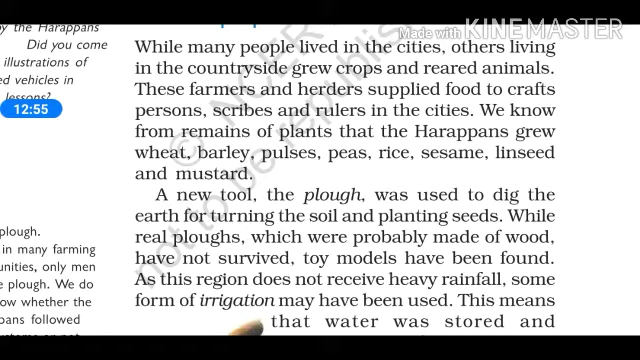 y the Harappans
Did you come
illustrations of
ed vehicles in
lessons?
12:55
plough.
in many farming
unities, only men
e plough. We do
ow whether the
pans followed
Made with KINEMASTER
While many people lived in the cities, others living
in the countryside grew crops and reared animals.
These farmers and herders supplied food to crafts
persons, scribes and rulers in the cities. We know
from remains of plants that the Harappans grew
wheat, barley, pulses, peas, rice, sesame, linseed
and mustard.
A new tool, the plough, was used to dig the
earth for turning the soil and planting seeds. While
real ploughs, which were probably made of wood,
have not survived, toy models have been found.
As this region does not receive heavy rainfall, some
form of irrigation may have been used. This means
that water was stored and
© NCER
not to be republis